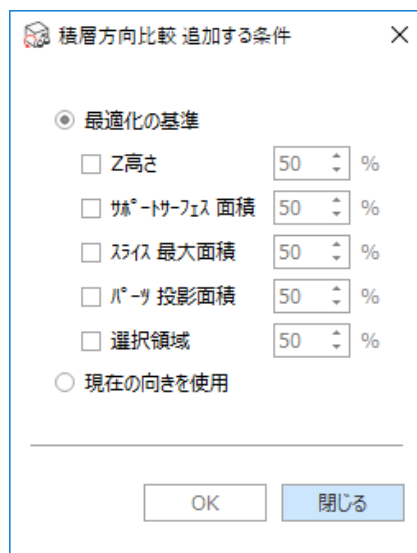 積層方向比較 追加する条件
最適化の基準
Z高さ 50 %
ｻﾎﾟｰﾄｻｰﾌｪｽ 面積 50 %
ｽﾗｲｽ 最大面積 50 %
ﾊﾟｰﾂ 投影面積 50 %
選択領域 50 %
現在の向きを使用
OK 閉じる